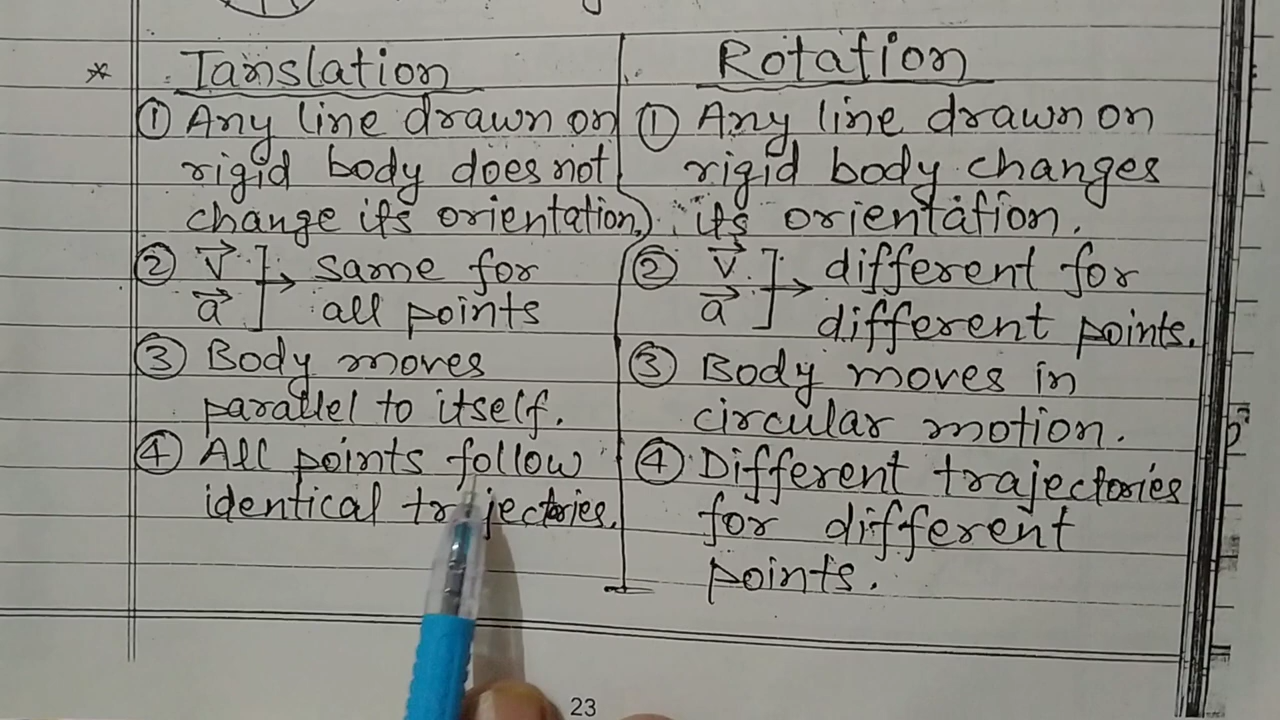 * Tanslation
① Any line drawn on
rigid body does not
change its orientation.
② v⃗ ] → same for
a⃗ ] all points
③ Body moves
parallel to itself.
④ All points follow
identical trajectories.
Rotation
① Any line drawn on
rigid body changes
its orientation.
② v⃗ ] → different for
a⃗ ] different points.
③ Body moves in
circular motion.
④ Different trajectories
for different
points.
23